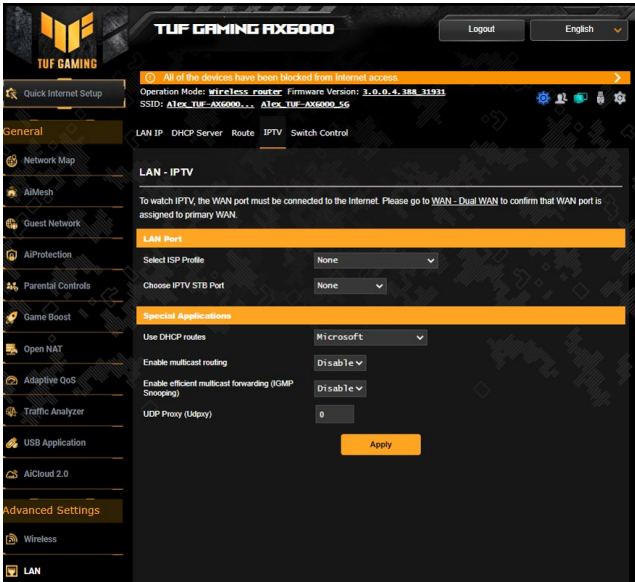 TUF GAMING AX6000
Logout
English
TUF GAMING
All of the devices have been blocked from Internet access.
Quick Internet Setup
Operation Mode: Wireless router Firmware Version: 3.0.0.4.388_31931
SSID: Alex_TUF-AX6000... Alex_TUF-AX6000_5G
General
LAN IP DHCP Server Route IPTV Switch Control
Network Map
AiMesh
Guest Network
AiProtection
Parental Controls
Game Boost
Open NAT
Adaptive QoS
Traffic Analyzer
USB Application
AiCloud 2.0
Advanced Settings
Wireless
LAN
LAN - IPTV
To watch IPTV, the WAN port must be connected to the Internet. Please go to WAN - Dual WAN to confirm that WAN port is
assigned to primary WAN.
LAN Port
Select ISP Profile None
Choose IPTV STB Port None
Special Applications
Use DHCP routes Microsoft
Enable multicast routing Disable
Enable efficient multicast forwarding (IGMP
Snooping) Disable
UDP Proxy (Udpxy) 0
Apply